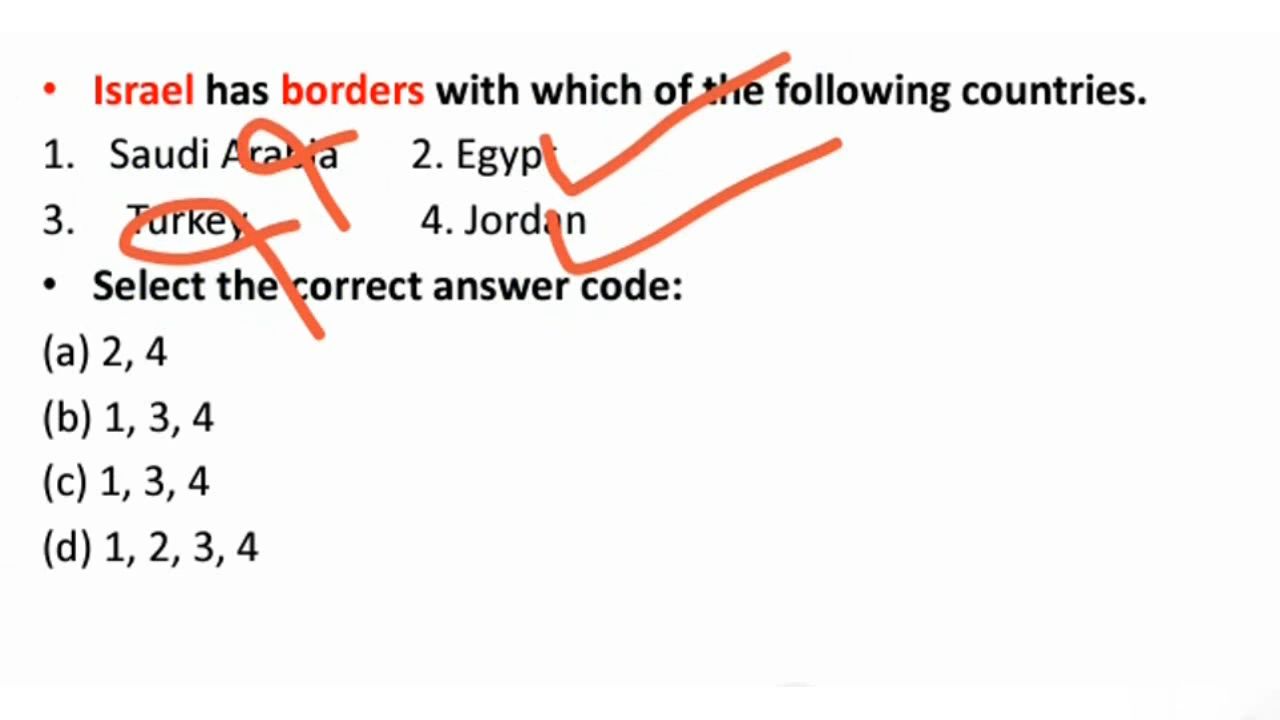 • Israel has borders with which of the following countries.
1. Saudi Arabia 2. Egypt
3. Turkey 4. Jordan
• Select the correct answer code:
(a) 2, 4
(b) 1, 3, 4
(c) 1, 3, 4
(d) 1, 2, 3, 4